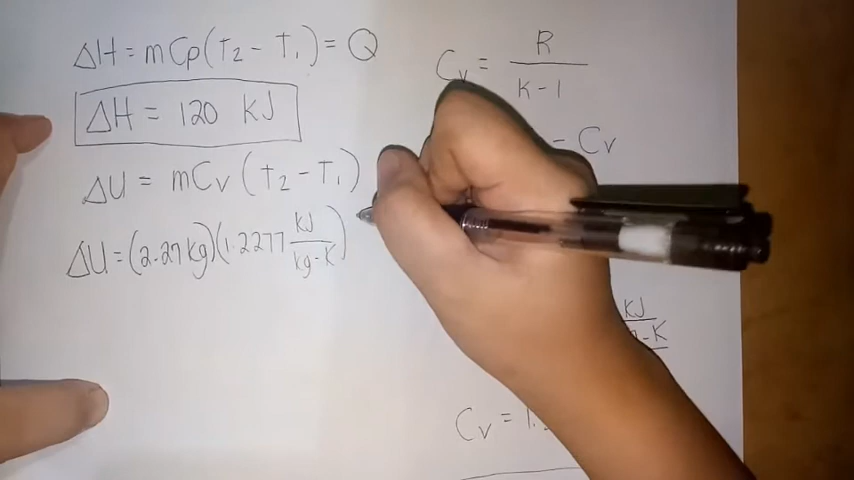 ΔH = mCp(T₂ - T₁) = Q
ΔH = 120 KJ
ΔU = mCv (T₂ - T₁)
ΔU = (2.27 kg)(1.2277 KJ/kg-K)
Cv = R/K-1
- Cv
KJ/-K
Cv = 1.